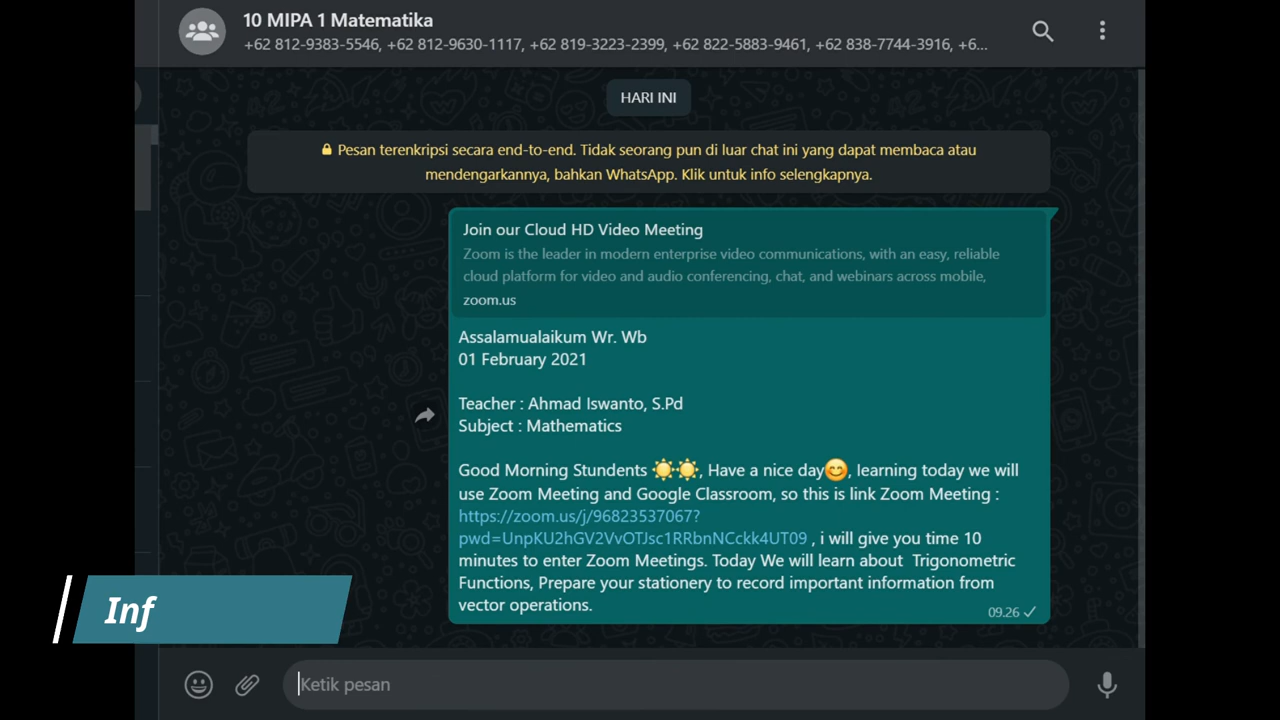 10 MIPA 1 Matematika
+62 812-9383-5546, +62 812-9630-1117, +62 819-3223-2399, +62 822-5883-9461, +62 838-7744-3916, +6...
HARI INI
Pesan terenkripsi secara end-to-end. Tidak seorang pun di luar chat ini yang dapat membaca atau
mendengarkannya, bahkan WhatsApp. Klik untuk info selengkapnya.
Join our Cloud HD Video Meeting
Zoom is the leader in modern enterprise video communications, with an easy, reliable
cloud platform for video and audio conferencing, chat, and webinars across mobile,
zoom.us
Assalamualaikum Wr. Wb
01 February 2021
Teacher : Ahmad Iswanto, S.Pd
Subject : Mathematics
Good Morning Stundents ☀️☀️, Have a nice day😊, learning today we will
use Zoom Meeting and Google Classroom, so this is link Zoom Meeting :
https://zoom.us/j/96823537067?
pwd=UnpKU2hGV2VvOTJsc1RRbnNCckk4UT09 , i will give you time 10
minutes to enter Zoom Meetings. Today We will learn about  Trigonometric
Functions, Prepare your stationery to record important information from
vector operations.
09.26
Inf
Ketik pesan